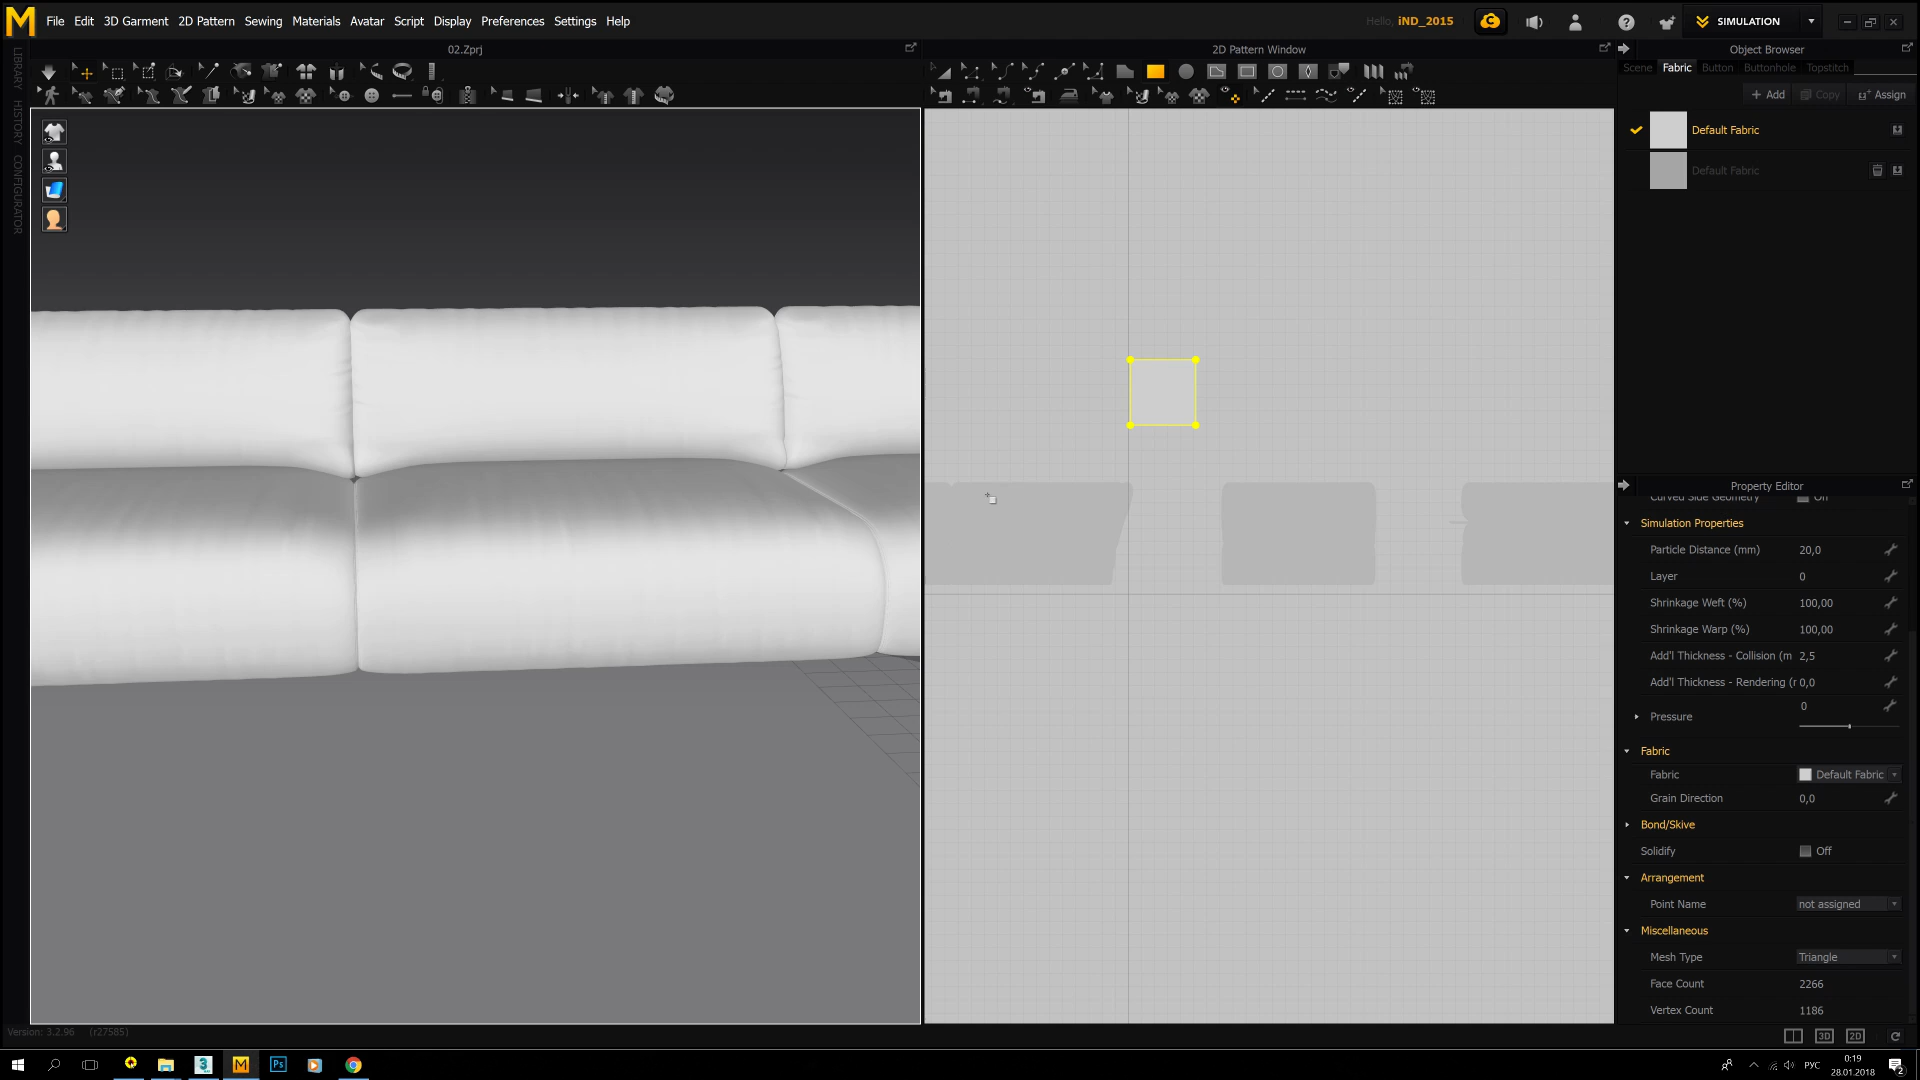 File Edit 3D Garment 2D Pattern Sewing Materials Avatar Script Display Preferences Settings Help
Hello, iND_2015
SIMULATION
02.Zprj
2D Pattern Window
Object Browser
LIBRARY
HISTORY
CONFIGURATOR
Scene Fabric Button Buttonhole Topstitch
+ Add Copy Assign
Default Fabric
Default Fabric
Property Editor
Curved Side Geometry On
Simulation Properties
Particle Distance (mm) 20,0
Layer 0
Shrinkage Weft (%) 100,00
Shrinkage Warp (%) 100,00
Add'l Thickness - Collision (m 2,5
Add'l Thickness - Rendering (r 0,0
Pressure 0
Fabric
Fabric Default Fabric
Grain Direction 0,0
Bond/Skive
Solidify Off
Arrangement
Point Name not assigned
Miscellaneous
Mesh Type Triangle
Face Count 2266
Vertex Count 1186
Version: 3.2.96 (r27585)
3D 2D
РУС
0:19
28.01.2018